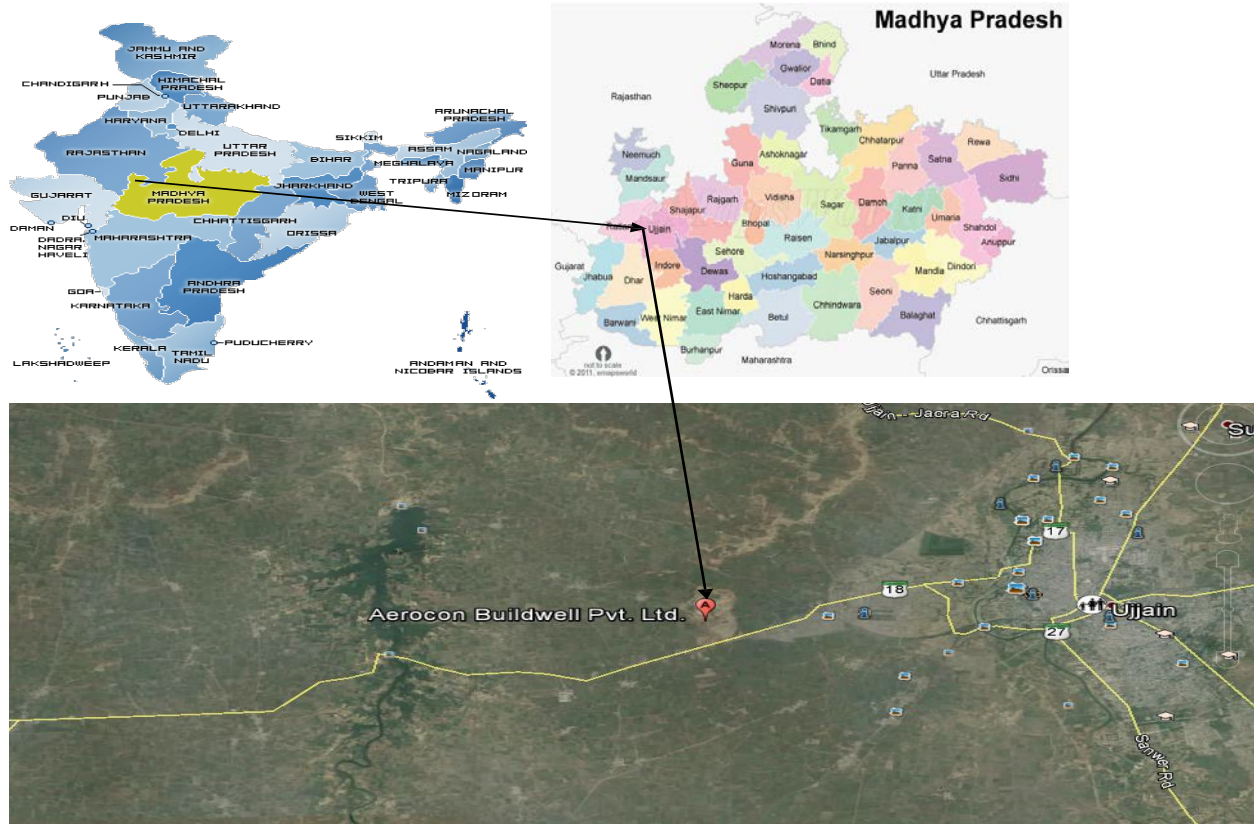 JAMMU AND
KASHMIR
CHANDIGARH
HIMACHAL
PRADESH
PUNJAB
UTTARAKHAND
HARYANA
DELHI
ARUNACHAL
PRADESH
RAJASTHAN
UTTAR
PRADESH
SIKKIM
ASSAM
NAGALAND
BIHAR
MEGHALAYA
MANIPUR
GUJARAT
MADHYA
PRADESH
JHARKHAND
WEST
BENGAL
TRIPURA
MIZORAM
DIU
DAMAN
DADRA
NAGAR
HAVELI
CHHATTISGARH
ORISSA
MAHARASHTRA
GOA
KARNATAKA
ANDHRA
PRADESH
KERALA
TAMIL
NADU
PUDUCHERRY
LAKSHADWEEP
ANDAMAN AND
NICOBAR ISLANDS
Madhya Pradesh
Morena
Bhind
Gwalior
Datia
Uttar Pradesh
Sheopur
Rajasthan
Shivpuri
Tikamgarh
Chhatarpur
Rewa
Neemuch
Guna
Ashoknagar
Panna
Satna
Mandsaur
Sidhi
Rajgarh
Vidisha
Damoh
Katni
Shajapur
Sagar
Umaria
Shahdol
Ujjain
Bhopal
Raisen
Jabalpur
Anuppur
Sehore
Narsinghpur
Gujarat
Indore
Dewas
Hoshangabad
Mandla
Dindori
Jhabua
Dhar
Harda
Seoni
Chhindwara
Barwani
West Nimar
East Nimar
Betul
Balaghat
Chhattisgarh
Burhanpur
Maharashtra
not to scale
© 2011, emapsworld
Orissa
Ujjain - Jaora Rd
Su
17
18
Aerocon Buildwell Pvt. Ltd.
A
Ujjain
27
Sanwer Rd